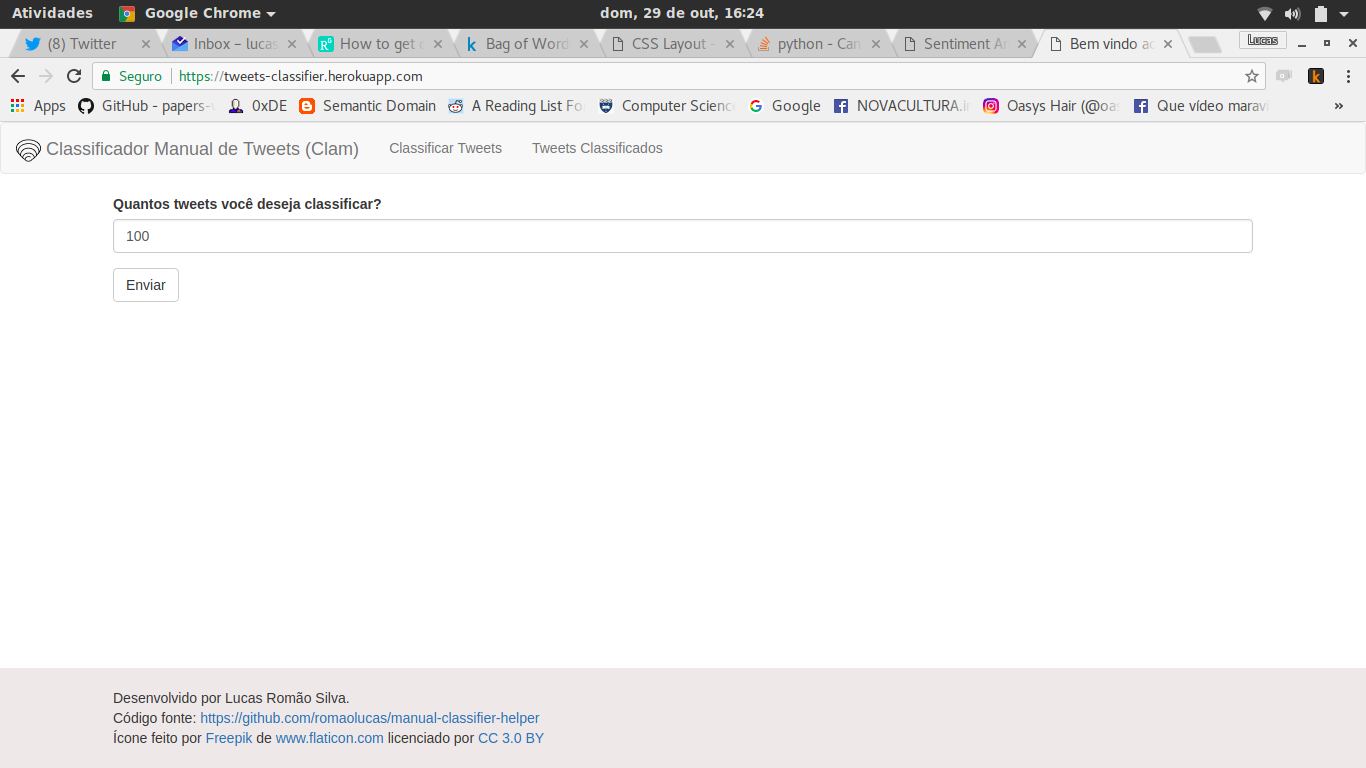 Atividades Google Chrome dom, 29 de out, 16:24
(8) Twitter Inbox – lucas How to get Bag of Word CSS Layout - python - Can Sentiment An Bem vindo ao Lucas
Seguro https://tweets-classifier.herokuapp.com
Apps GitHub - papers- 0xDE Semantic Domain A Reading List Fo Computer Science Google NOVACULTURA.i Oasys Hair (@oas Que vídeo maravi »
Classificador Manual de Tweets (Clam) Classificar Tweets Tweets Classificados
Quantos tweets você deseja classificar?
100
Enviar
Desenvolvido por Lucas Romão Silva.
Código fonte: https://github.com/romaolucas/manual-classifier-helper
Ícone feito por Freepik de www.flaticon.com licenciado por CC 3.0 BY